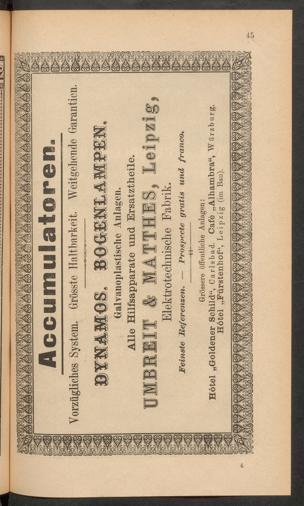 45
Accumulatoren.
Vorzügliches System. Grösste Haltbarkeit. Weitgehende Garantien.
DYNAMOS. BOGENLAMPEN.
Galvanoplastische Anlagen.
Alle Hilfsapparate und Ersatztheile.
UMBREIT & MATTHES, Leipzig,
Elektrotechnische Fabrik.
Feinste Referenzen. — Prospecte gratis und franco.
Grössere öffentliche Anlagen:
Hôtel „Goldener Schild“, Carlsbad. Café „Alhambra“, Würzburg.
Hôtel „Fürstenhof“, Leipzig (im Bau).
4